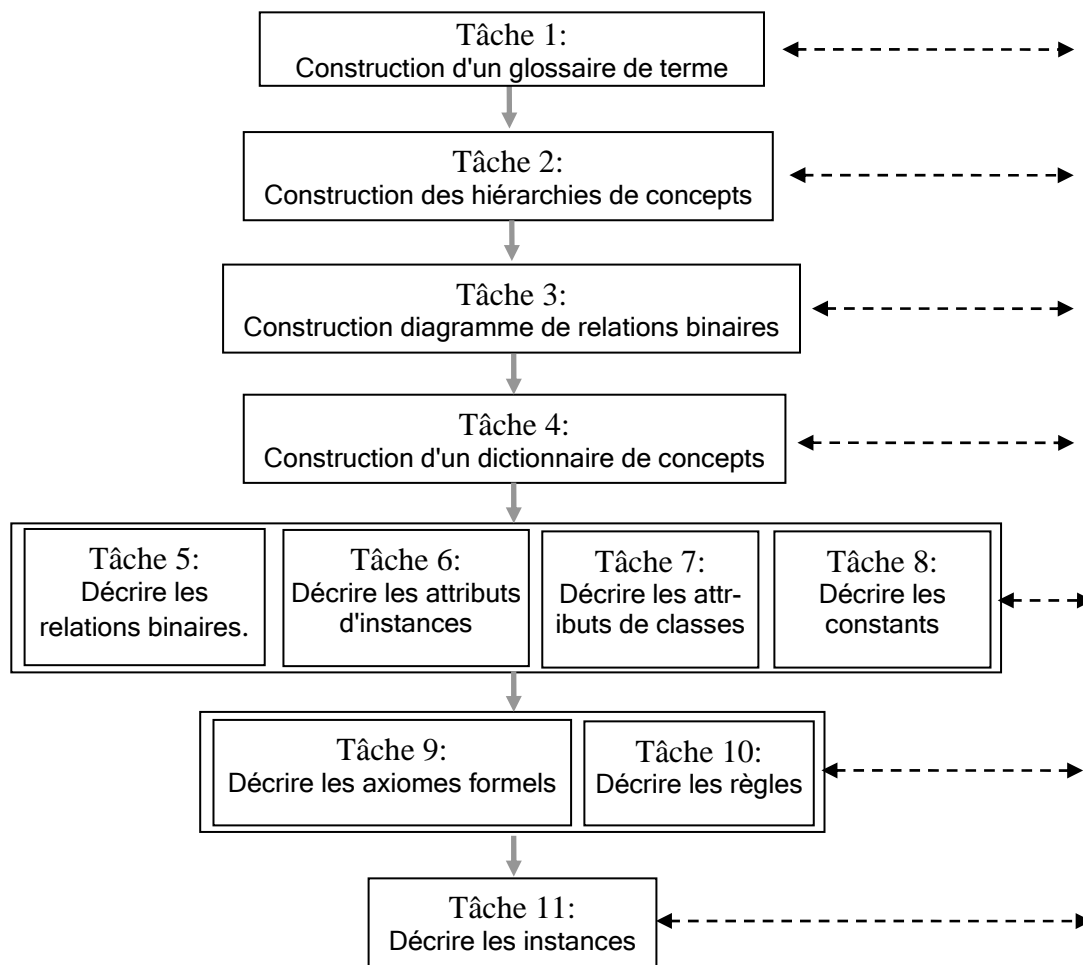 Tâche 1:
Construction d'un glossaire de terme
Tâche 2:
Construction des hiérarchies de concepts
Tâche 3:
Construction diagramme de relations binaires
Tâche 4:
Construction d'un dictionnaire de concepts
Tâche 5:
Décrire les
relations binaires.
Tâche 6:
Décrire les attributs
d'instances
Tâche 7:
Décrire les attr-
ibuts de classes
Tâche 8:
Décrire les
constants
Tâche 9:
Décrire les axiomes formels
Tâche 10:
Décrire les règles
Tâche 11:
Décrire les instances